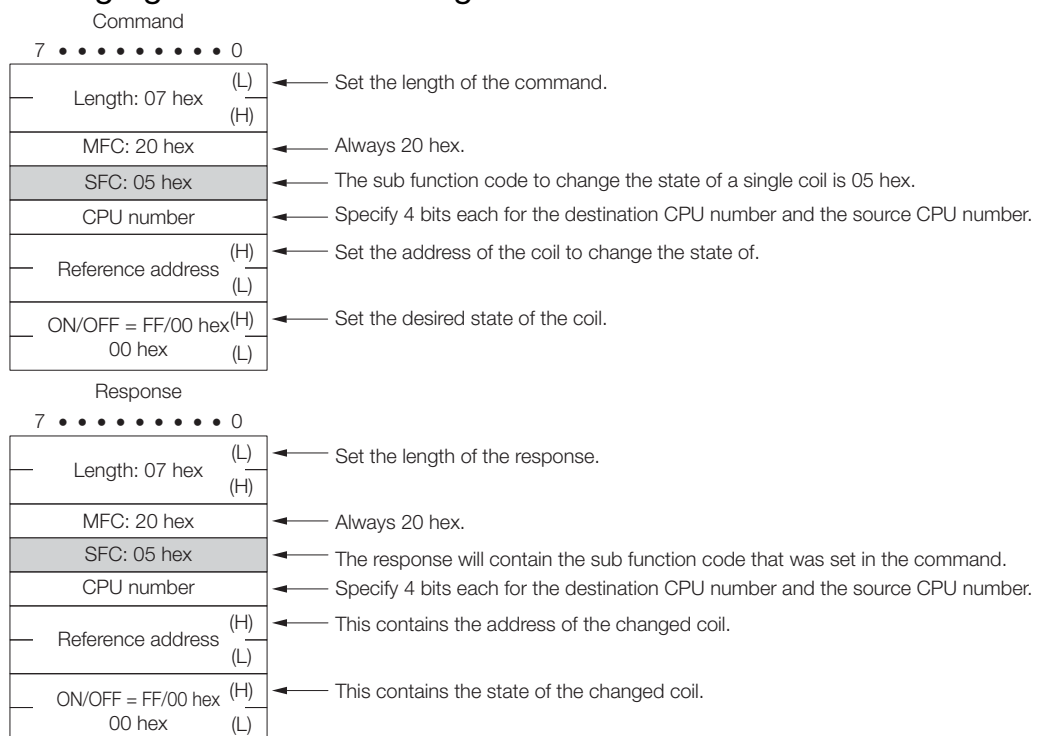 Command
7 • • • • • • • • • 0
Length: 07 hex (L) Set the length of the command.
(H)
MFC: 20 hex Always 20 hex.
SFC: 05 hex The sub function code to change the state of a single coil is 05 hex.
CPU number Specify 4 bits each for the destination CPU number and the source CPU number.
Reference address (H) Set the address of the coil to change the state of.
(L)
ON/OFF = FF/00 hex (H) Set the desired state of the coil.
00 hex (L)
Response
7 • • • • • • • • • 0
Length: 07 hex (L) Set the length of the response.
(H)
MFC: 20 hex Always 20 hex.
SFC: 05 hex The response will contain the sub function code that was set in the command.
CPU number Specify 4 bits each for the destination CPU number and the source CPU number.
Reference address (H) This contains the address of the changed coil.
(L)
ON/OFF = FF/00 hex (H) This contains the state of the changed coil.
00 hex (L)